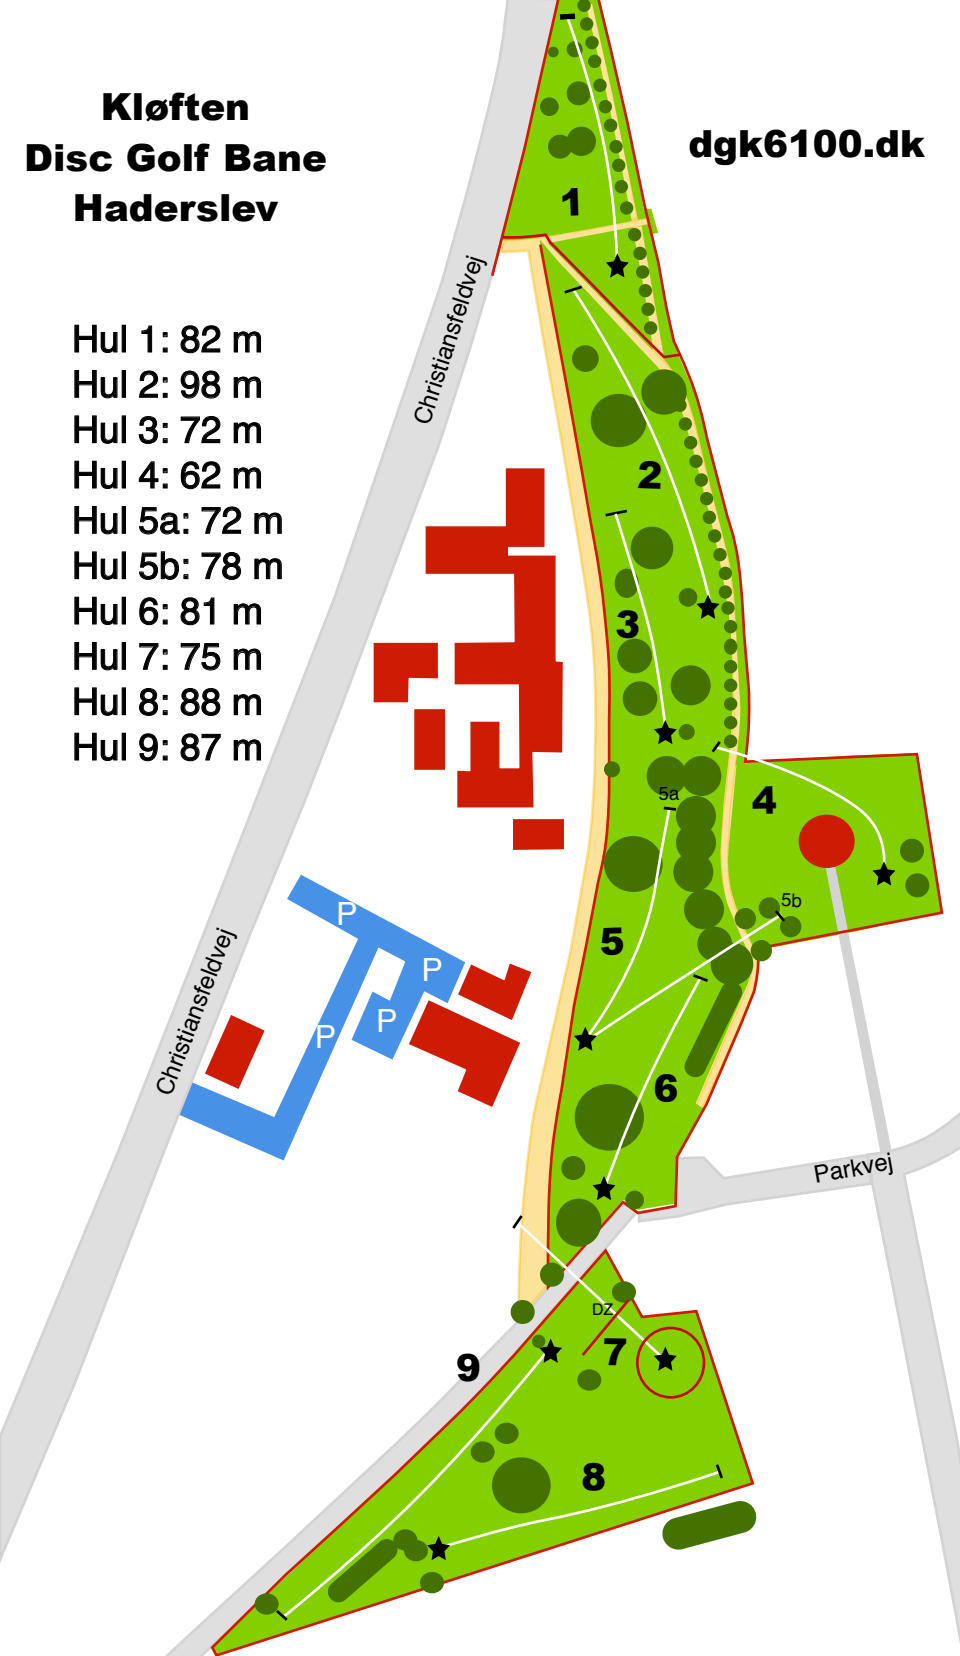 Kløften
Disc Golf Bane
Haderslev
dgk6100.dk
Hul 1: 82 m
Hul 2: 98 m
Hul 3: 72 m
Hul 4: 62 m
Hul 5a: 72 m
Hul 5b: 78 m
Hul 6: 81 m
Hul 7: 75 m
Hul 8: 88 m
Hul 9: 87 m
1
Christiansfeldvej
2
3
5a
4
5b
P
5
P
P
P
Christiansfeldvej
6
Parkvej
DZ
7
9
8